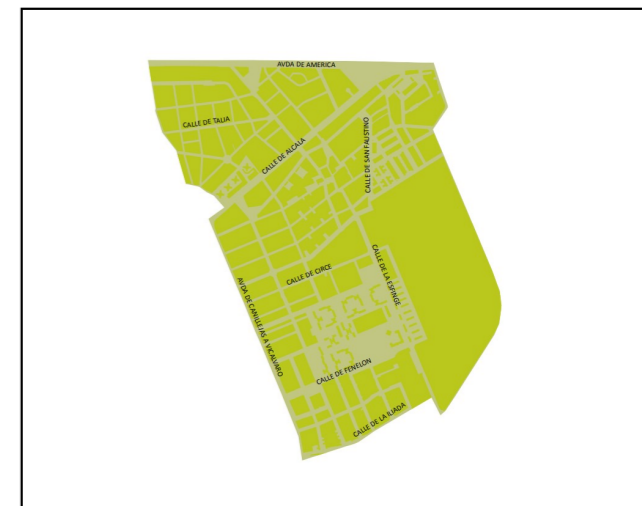 AVDA DE AMERICA
CALLE DE TALIA
CALLE DE ALCALA
CALLE DE SAN FAUSTINO
CALLE DE CIRCE
CALLE DE LA ESFINGE
AVDA DE CANILLEJAS A VICALVARO
CALLE DE FENELON
CALLE DE LA ILIADA